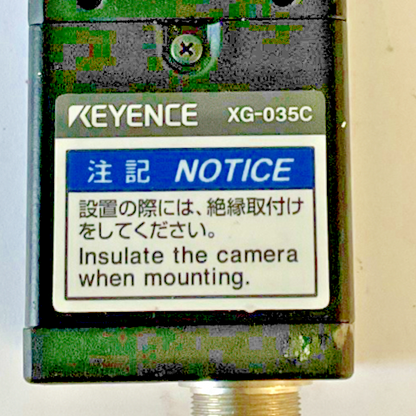 KEYENCE XG-035C
注記 NOTICE
設置の際には、絶縁取付け
をしてください。
Insulate the camera
when mounting.